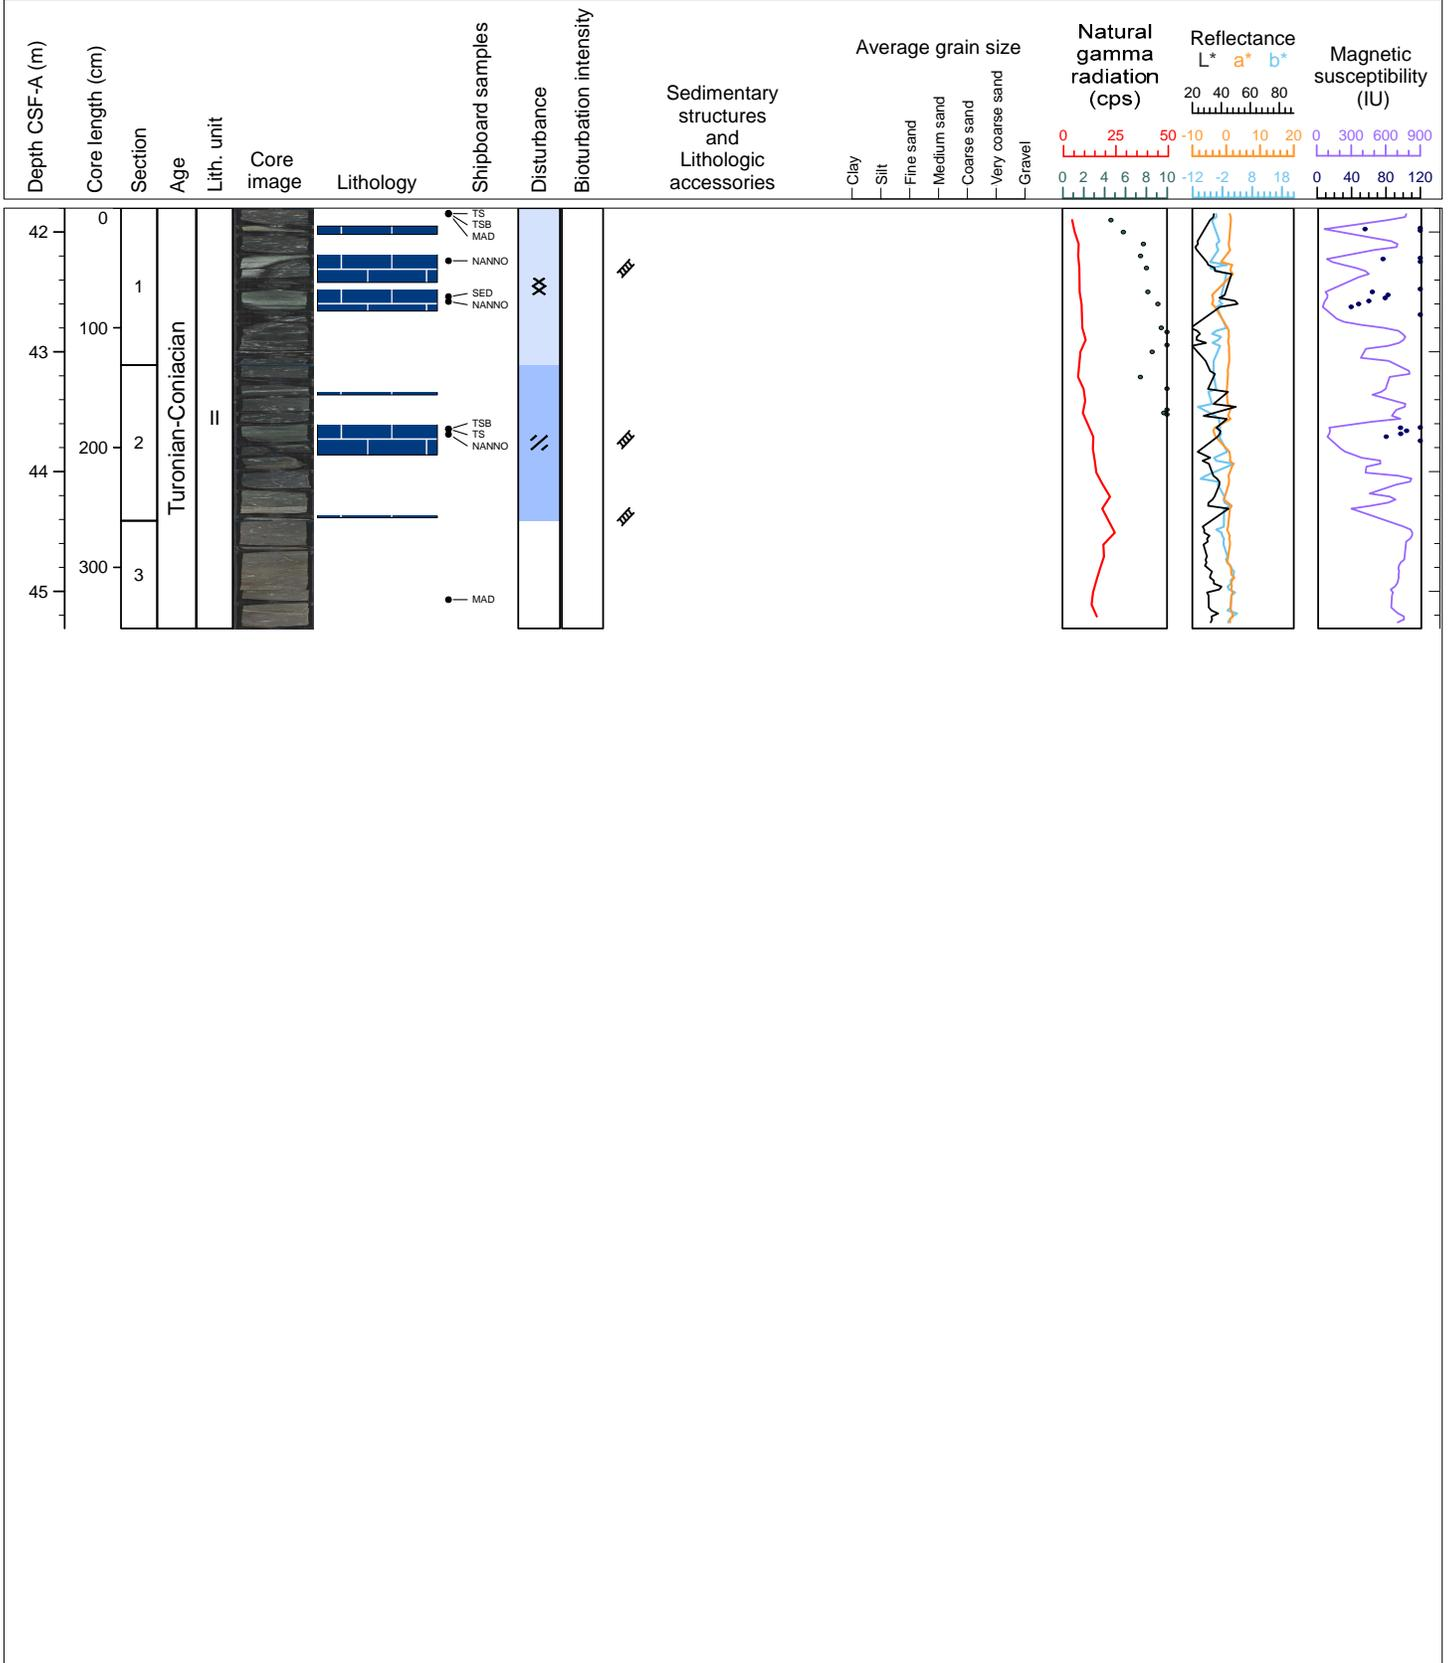 Depth CSF-A (m)
Core length (cm)
Section
Age
Lith. unit
Core
image
Lithology
Shipboard samples
Disturbance
Bioturbation intensity
Sedimentary
structures
and
Lithologic
accessories
Average grain size
Clay
Silt
Fine sand
Medium sand
Coarse sand
Very coarse sand
Gravel
Natural
gamma
radiation
(cps)
0 25 50
0 2 4 6 8 10
Reflectance
L* a* b*
20 40 60 80
-10 0 10 20
-12 -2 8 18
Magnetic
susceptibility
(IU)
0 300 600 900
0 40 80 120
42
43
44
45
0
100
200
300
1
2
3
Turonian-Coniacian
II
TS
TSB
MAD
NANNO
SED
NANNO
TSB
TS
NANNO
MAD